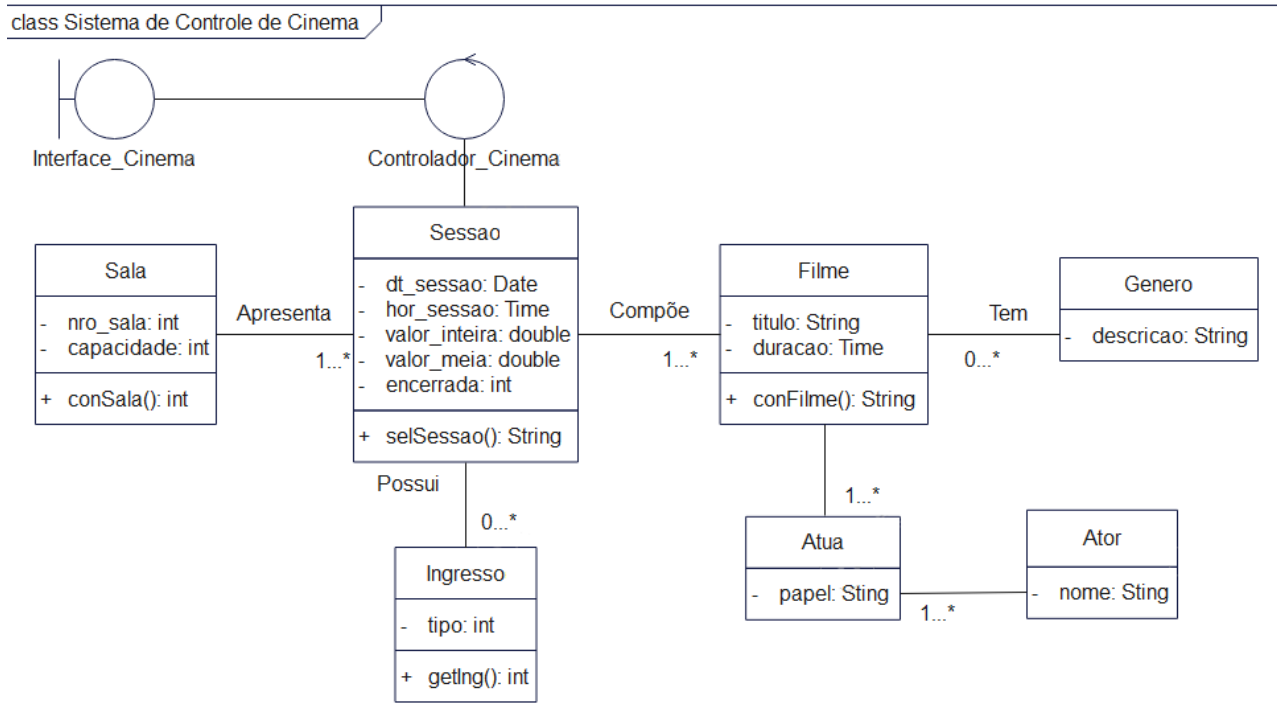 class Sistema de Controle de Cinema
Interface_Cinema
Controlador_Cinema
Sala
- nro_sala: int
- capacidade: int
+ conSala(): int
Apresenta
1...*
Sessao
- dt_sessao: Date
- hor_sessao: Time
- valor_inteira: double
- valor_meia: double
- encerrada: int
+ selSessao(): String
Compõe
1...*
Filme
- titulo: String
- duracao: Time
+ conFilme(): String
Tem
0...*
Genero
- descricao: String
Possui
0...*
Ingresso
- tipo: int
+ getIng(): int
1...*
Atua
- papel: Sting
1...*
Ator
- nome: Sting